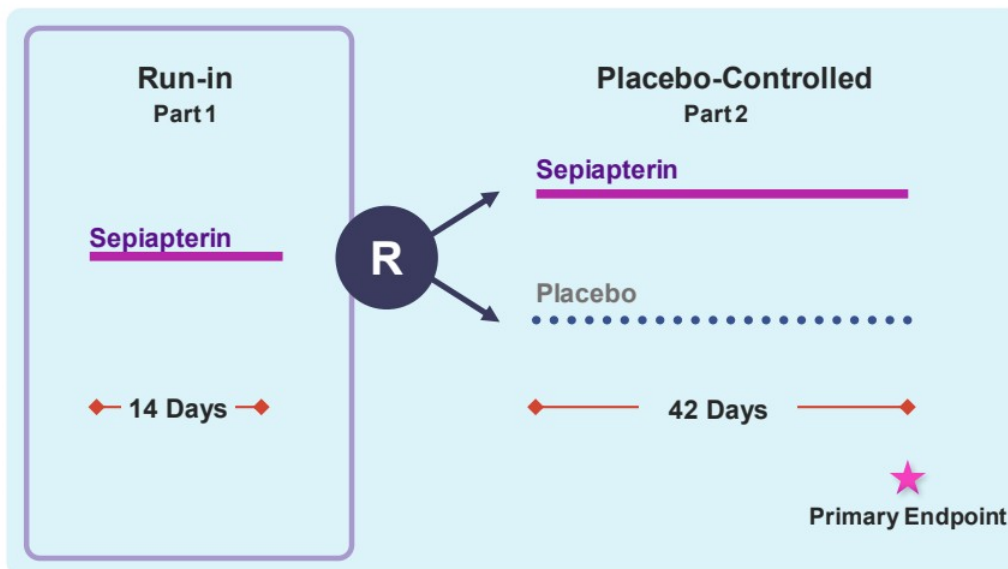 Run-in
Part 1
Sepiapterin
14 Days
R
Placebo-Controlled
Part 2
Sepiapterin
Placebo
42 Days
Primary Endpoint